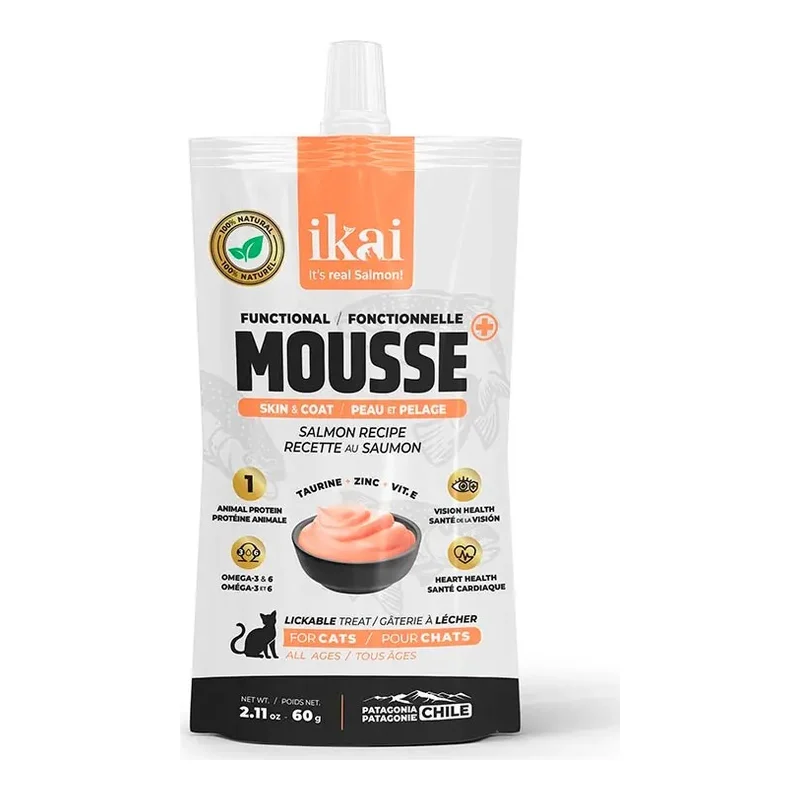 100% NATURAL
100% NATUREL
ikai
It's real Salmon!
FUNCTIONAL / FONCTIONNELLE
MOUSSE
SKIN & COAT / PEAU ET PELAGE
SALMON RECIPE
RECETTE AU SAUMON
TAURINE + ZINC + VIT. E
1
ANIMAL PROTEIN
PROTÉINE ANIMALE
VISION HEALTH
SANTÉ DE LA VISIÓN
3 6
OMEGA-3 & 6
OMÉGA-3 ET 6
HEART HEALTH
SANTÉ CARDIAQUE
LICKABLE TREAT / GÂTERIE À LÉCHER
FOR CATS / POUR CHATS
ALL AGES / TOUS ÂGES
NET WT. / POIDS NET.
2.11 oz - 60 g
PATAGONIA
PATAGONIE
CHILE